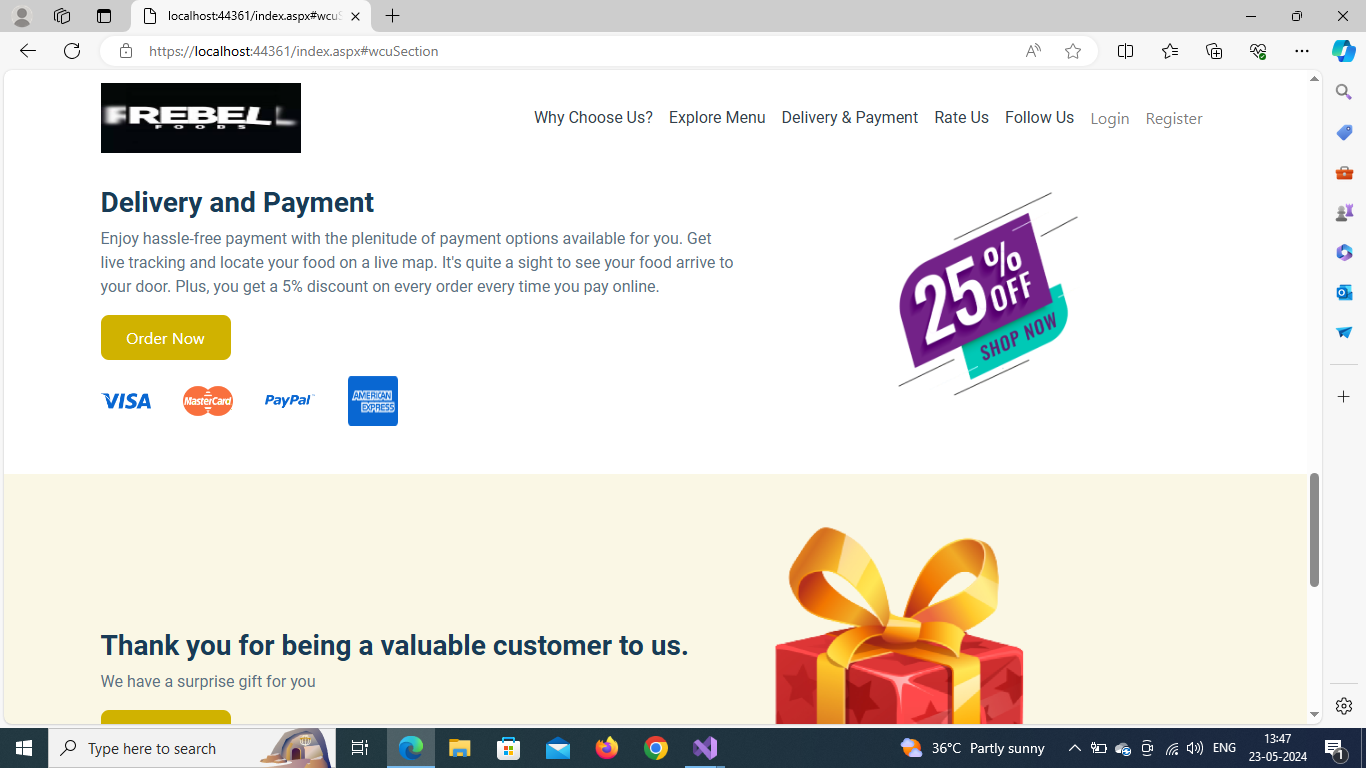 localhost:44361/index.aspx#wcuS
https://localhost:44361/index.aspx#wcuSection
FREBELL
FOODS
Why Choose Us? Explore Menu Delivery & Payment Rate Us Follow Us Login Register
Delivery and Payment
Enjoy hassle-free payment with the plenitude of payment options available for you. Get
live tracking and locate your food on a live map. It's quite a sight to see your food arrive to
your door. Plus, you get a 5% discount on every order every time you pay online.
Order Now
VISA MasterCard PayPal AMERICAN EXPRESS
25% OFF
SHOP NOW
Thank you for being a valuable customer to us.
We have a surprise gift for you
Type here to search
36°C Partly sunny
ENG
13:47
23-05-2024
1